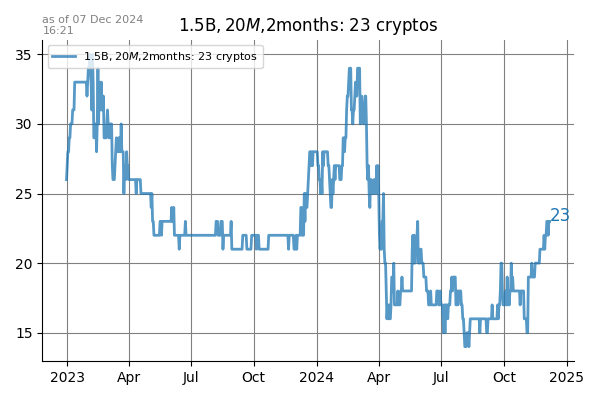 as of 07 Dec 2024
16:21
1.5B, 20M,2months: 23 cryptos
1.5B, 20M,2months: 23 cryptos
35
30
25
20
15
23
2023 Apr Jul Oct 2024 Apr Jul Oct 2025